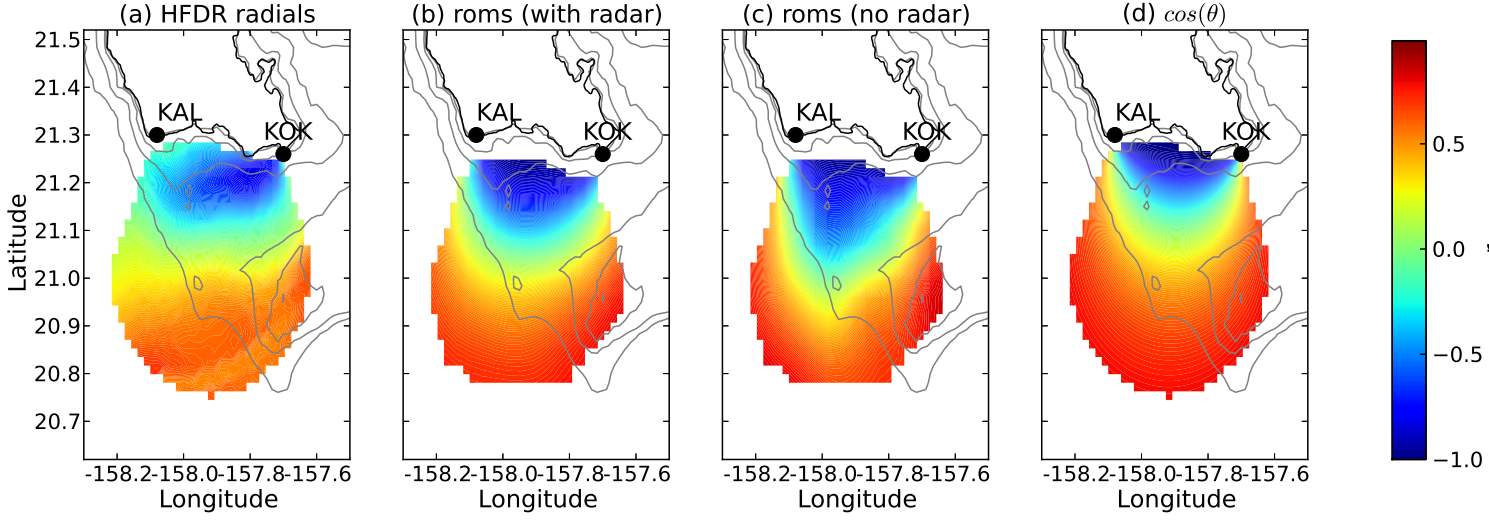 (a) HFDR radials
(b) roms (with radar)
(c) roms (no radar)
(d) cos(θ)
21.5
21.4
21.3
21.2
21.1
21.0
20.9
20.8
20.7
Latitude
KAL
KOK
KAL
KOK
KAL
KOK
KAL
KOK
-158.2 -158.0 -157.8 -157.6
-158.2 -158.0 -157.8 -157.6
-158.2 -158.0 -157.8 -157.6
-158.2 -158.0 -157.8 -157.6
Longitude
Longitude
Longitude
Longitude
0.5
0.0
−0.5
−1.0